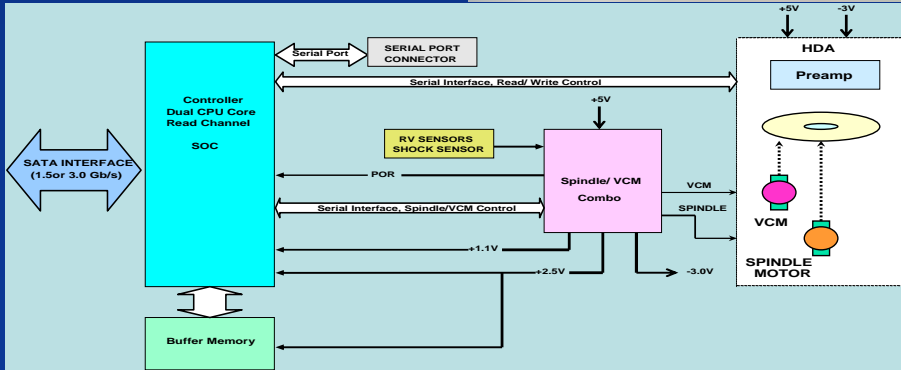 +5V
-3V
HDA
Preamp
Serial Port
SERIAL PORT
CONNECTOR
Serial Interface, Read/ Write Control
Controller
Dual CPU Core
Read Channel
SOC
+5V
RV SENSORS
SHOCK SENSOR
SATA INTERFACE
(1.5or 3.0 Gb/s)
POR
Spindle/ VCM
Combo
VCM
SPINDLE
Serial Interface, Spindle/VCM Control
VCM
+1.1V
SPINDLE
MOTOR
+2.5V
-3.0V
Buffer Memory